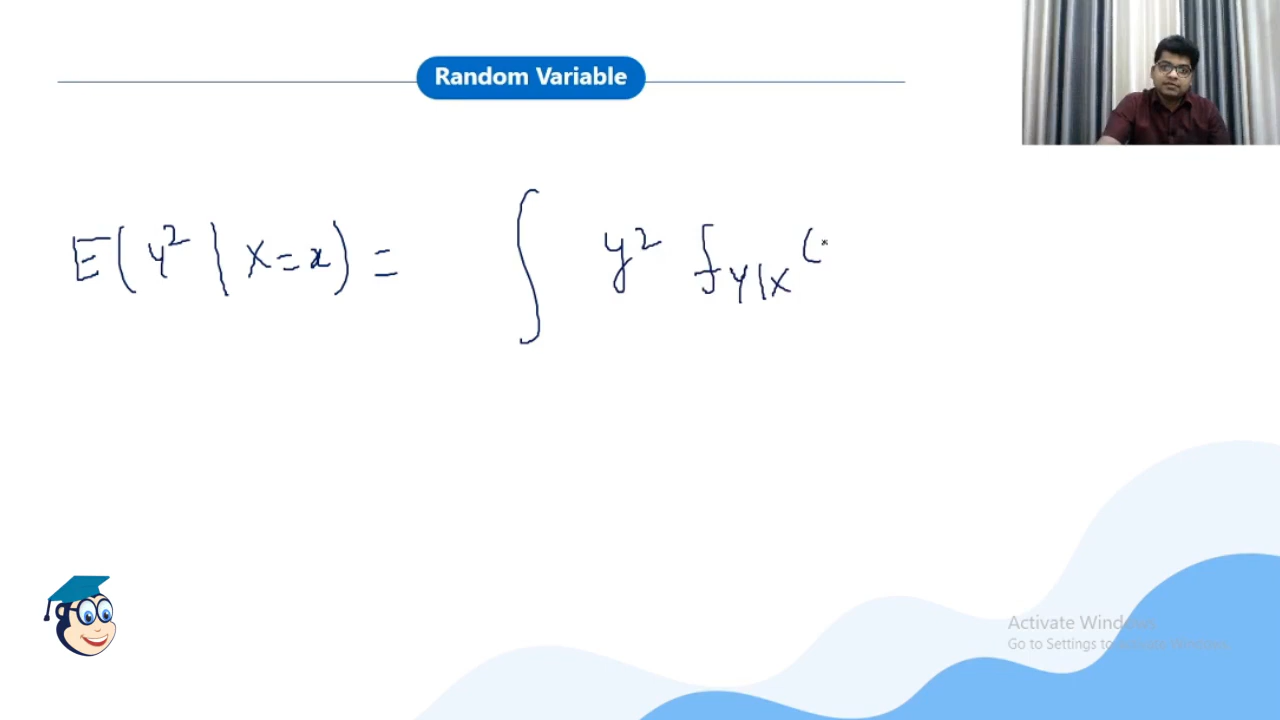 Random Variable
E(Y² | X=x) = ∫ y² f_{Y|X} (
Activate Windows
Go to Settings to activate Windows.